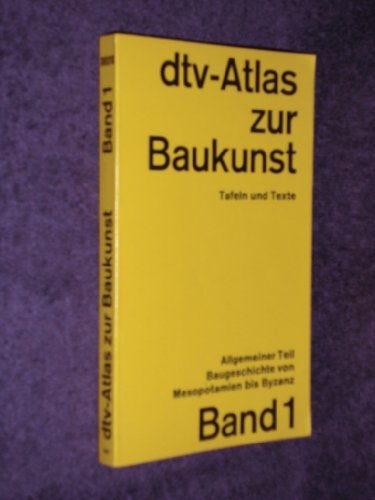 dtv-Atlas
zur
Baukunst
Tafeln und Texte
Allgemeiner Teil
Baugeschichte von
Mesopotamien bis Byzanz
Band 1
dtv-Atlas zur Baukunst Band 1